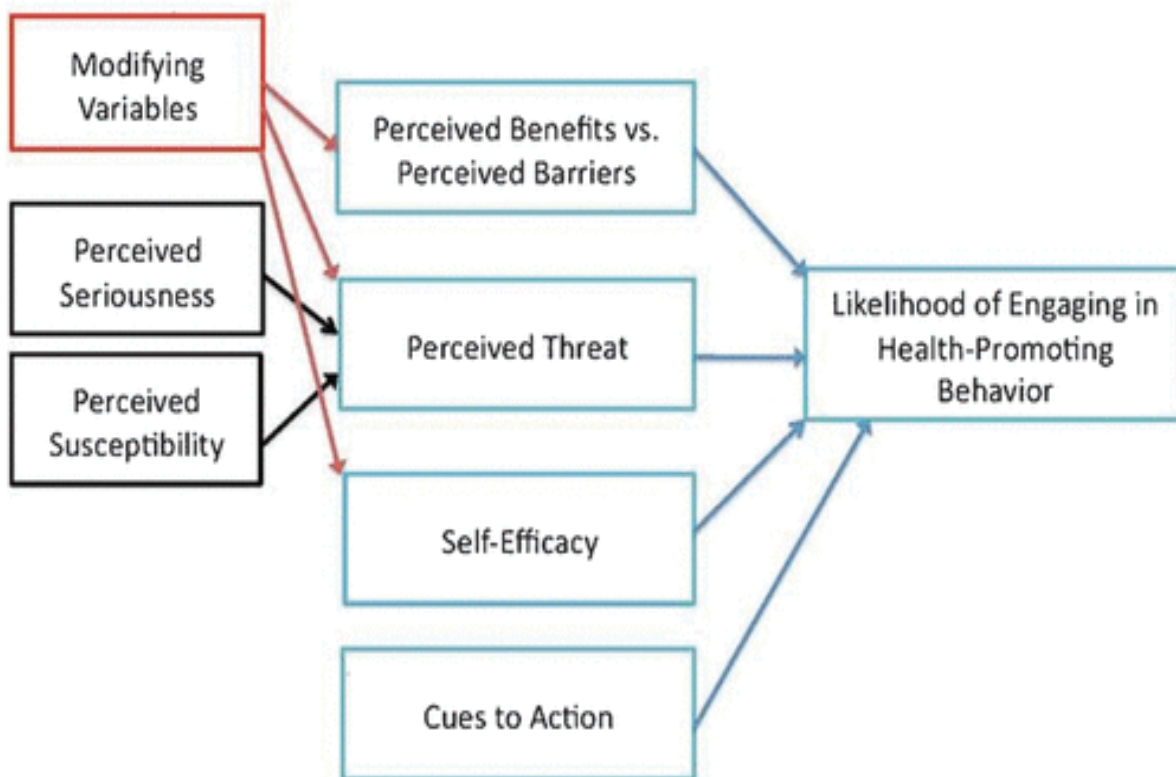 Modifying
Variables
Perceived Benefits vs.
Perceived Barriers
Perceived
Seriousness
Perceived Threat
Likelihood of Engaging in
Health-Promoting
Behavior
Perceived
Susceptibility
Self-Efficacy
Cues to Action